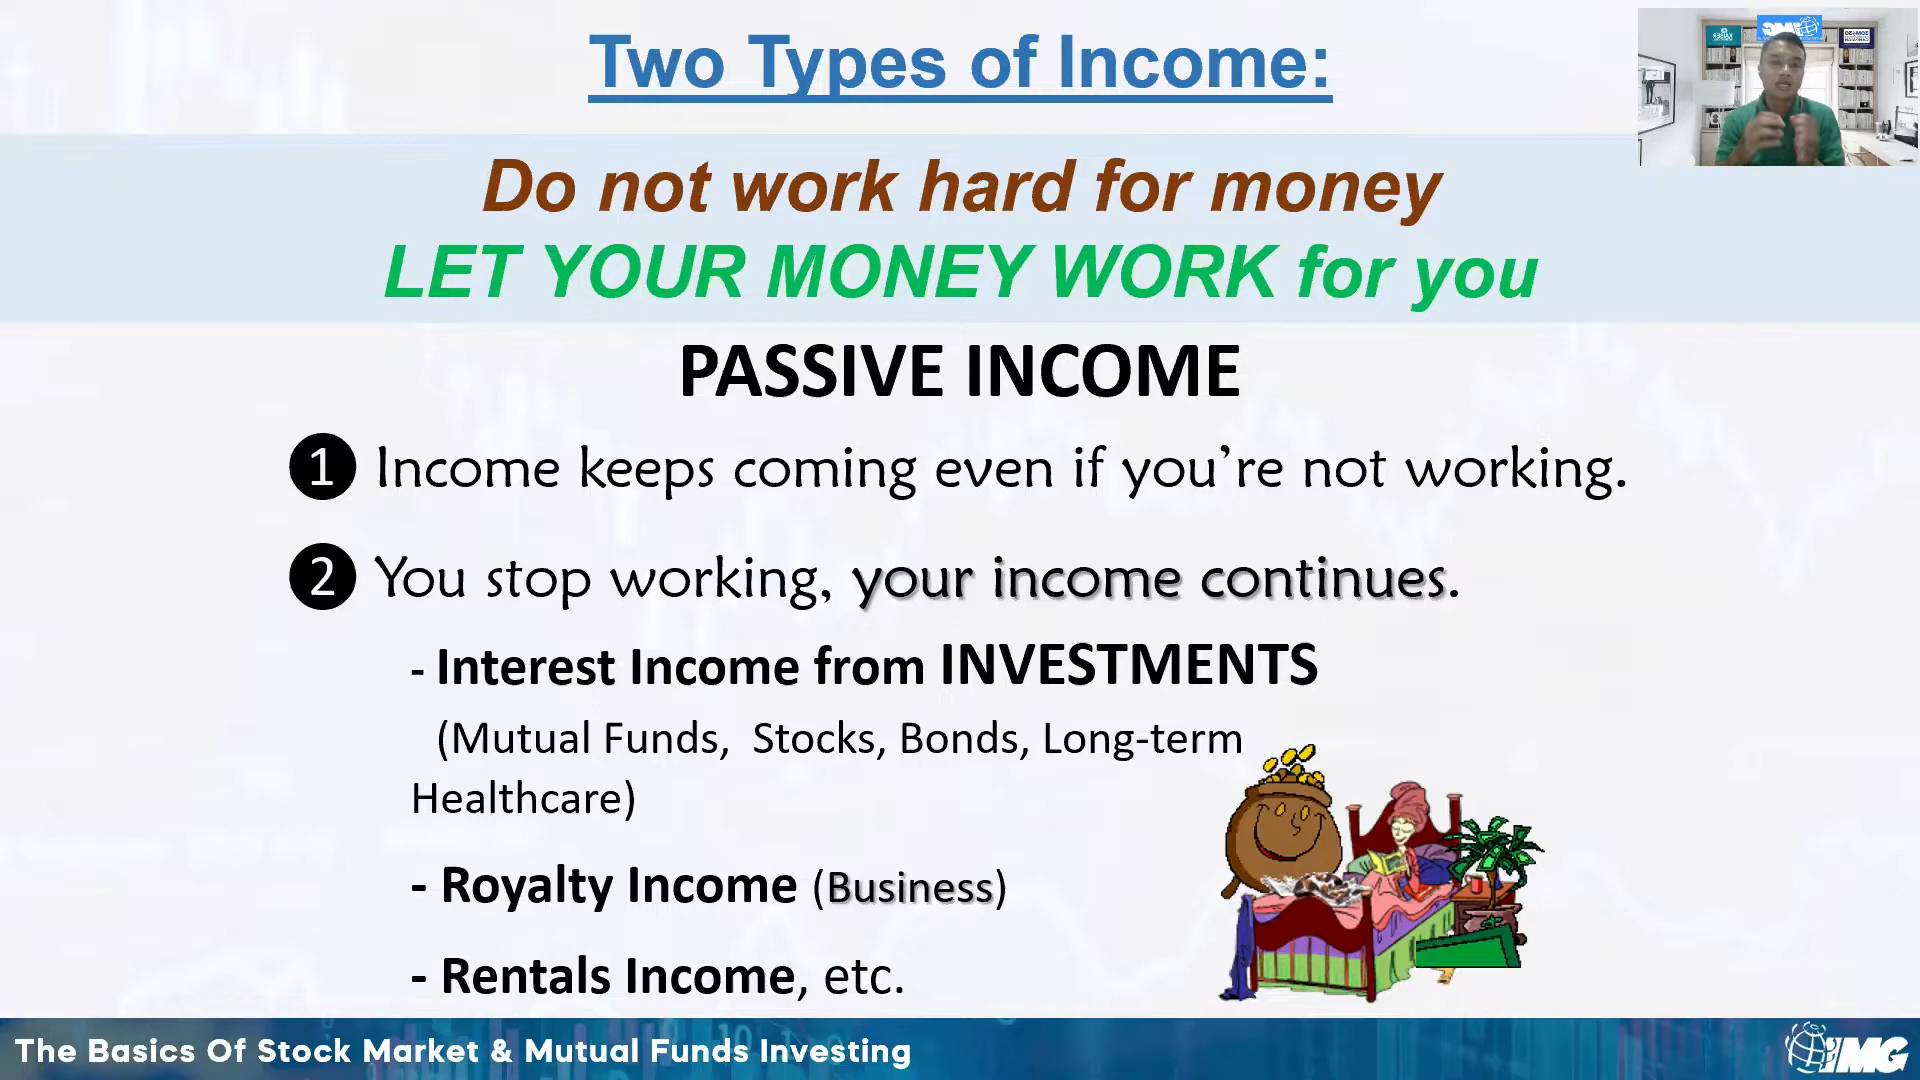 Two Types of Income:
Do not work hard for money
LET YOUR MONEY WORK for you
PASSIVE INCOME
1 Income keeps coming even if you’re not working.
2 You stop working, your income continues.
- Interest Income from INVESTMENTS
(Mutual Funds, Stocks, Bonds, Long-term
Healthcare)
- Royalty Income (Business)
- Rentals Income, etc.
The Basics Of Stock Market & Mutual Funds Investing
IMG